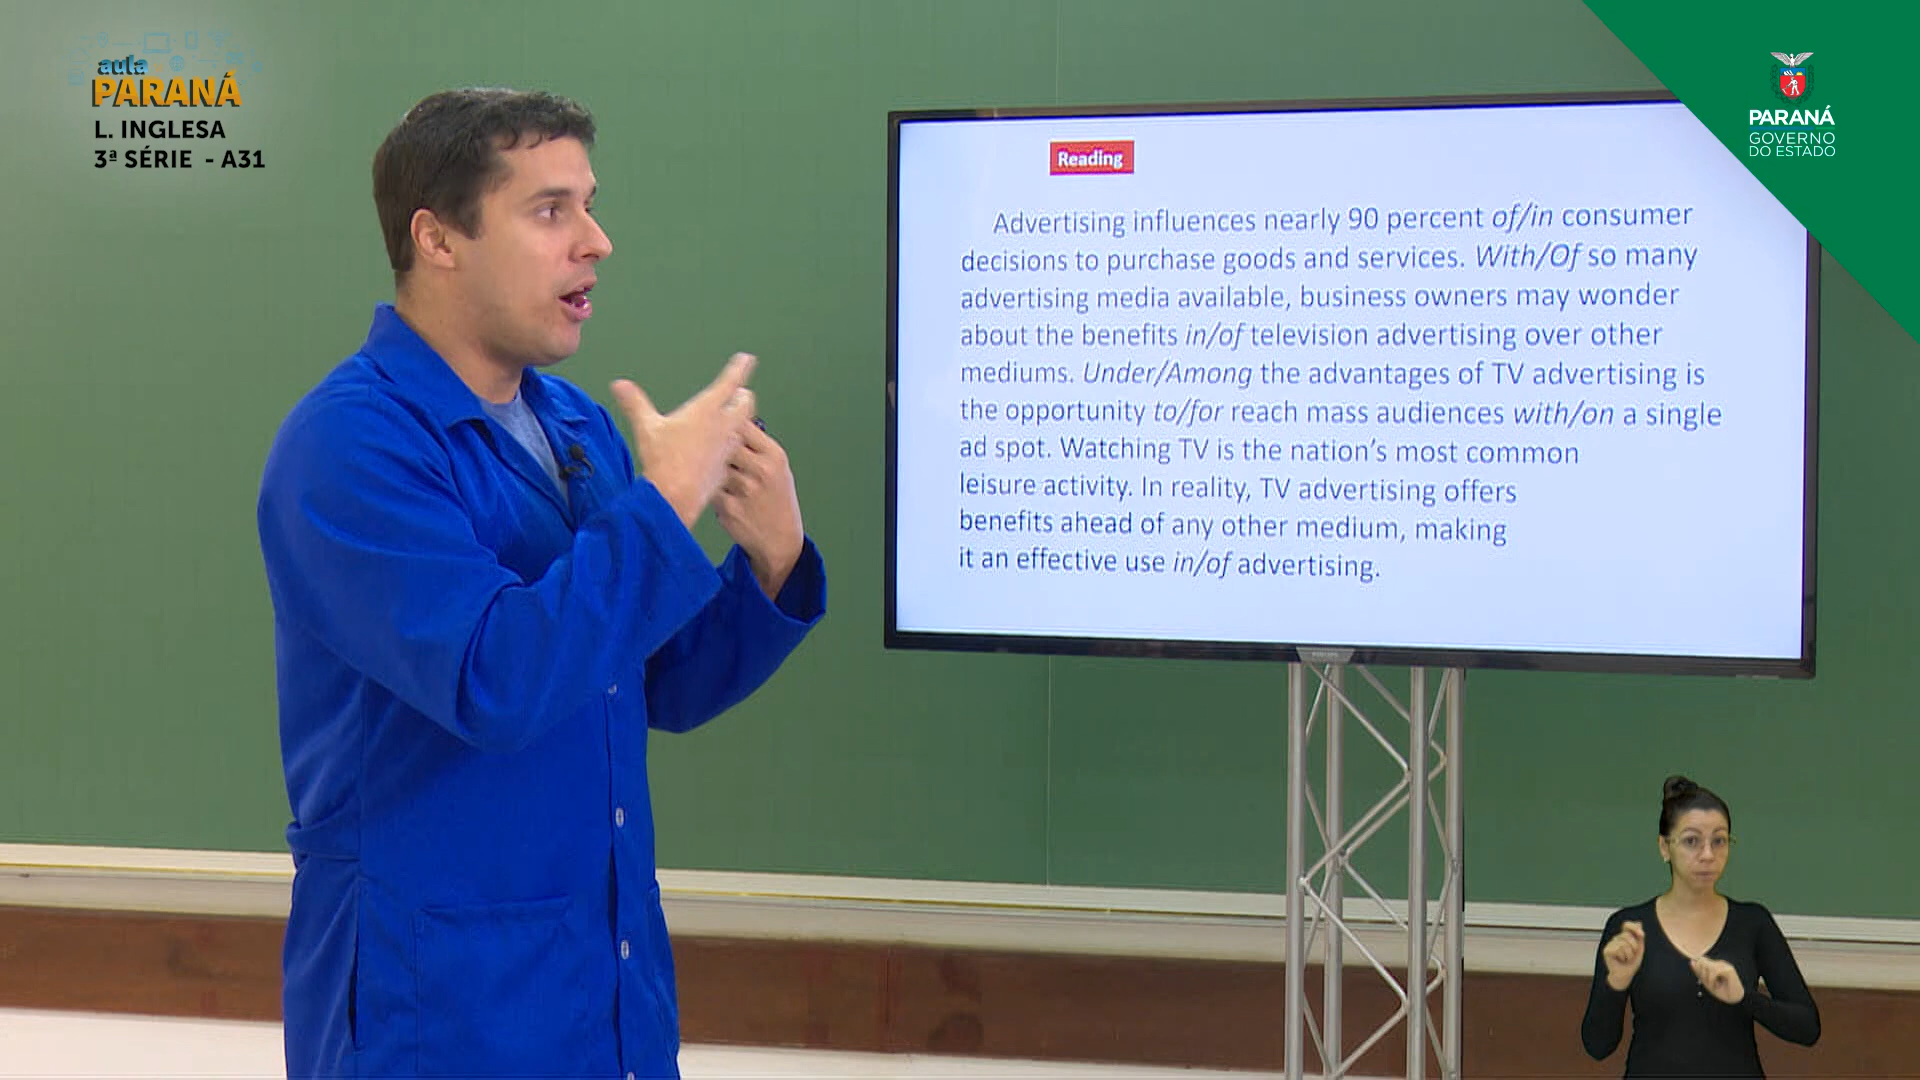 aula
PARANÁ
L. INGLESA
3ª SÉRIE - A31
PARANÁ
GOVERNO
DO ESTADO
Reading
Advertising influences nearly 90 percent of/in consumer
decisions to purchase goods and services. With/Of so many
advertising media available, business owners may wonder
about the benefits in/of television advertising over other
mediums. Under/Among the advantages of TV advertising is
the opportunity to/for reach mass audiences with/on a single
ad spot. Watching TV is the nation's most common
leisure activity. In reality, TV advertising offers
benefits ahead of any other medium, making
it an effective use in/of advertising.
PHILIPS